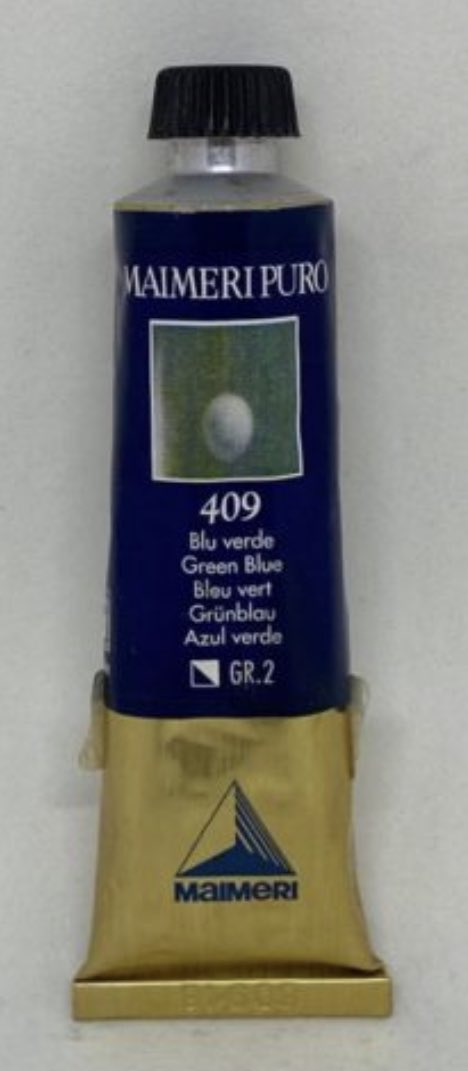 MAIMERI PURO
409
Blu verde
Green Blue
Bleu vert
Grünblau
Azul verde
GR.2
MaimeRI